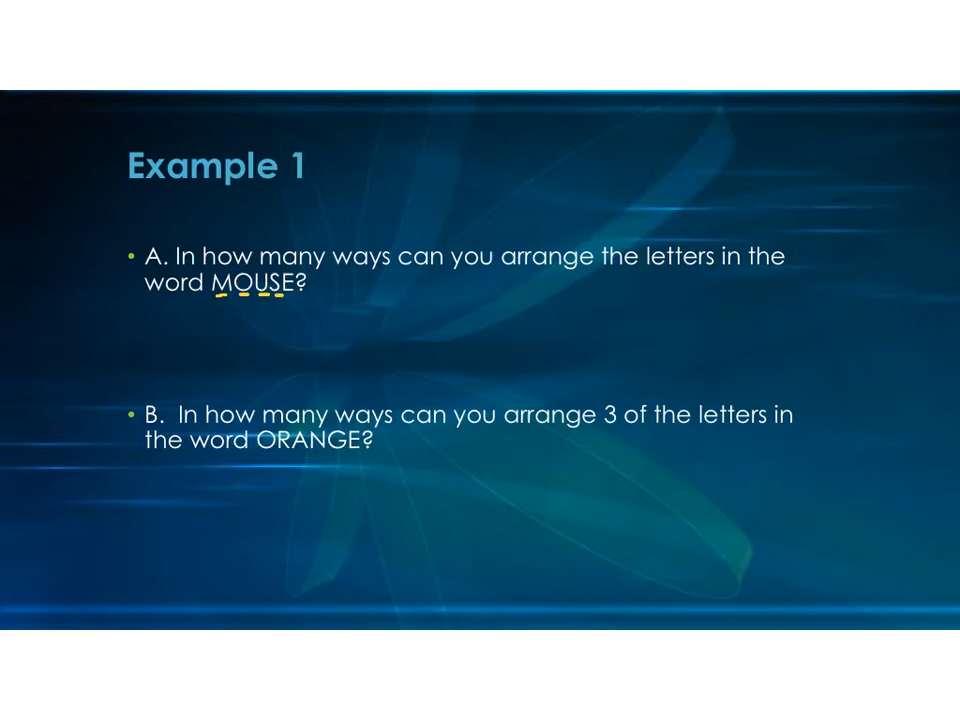 Example 1
• A. In how many ways can you arrange the letters in the
word MOUSE?
• B.  In how many ways can you arrange 3 of the letters in
the word ORANGE?